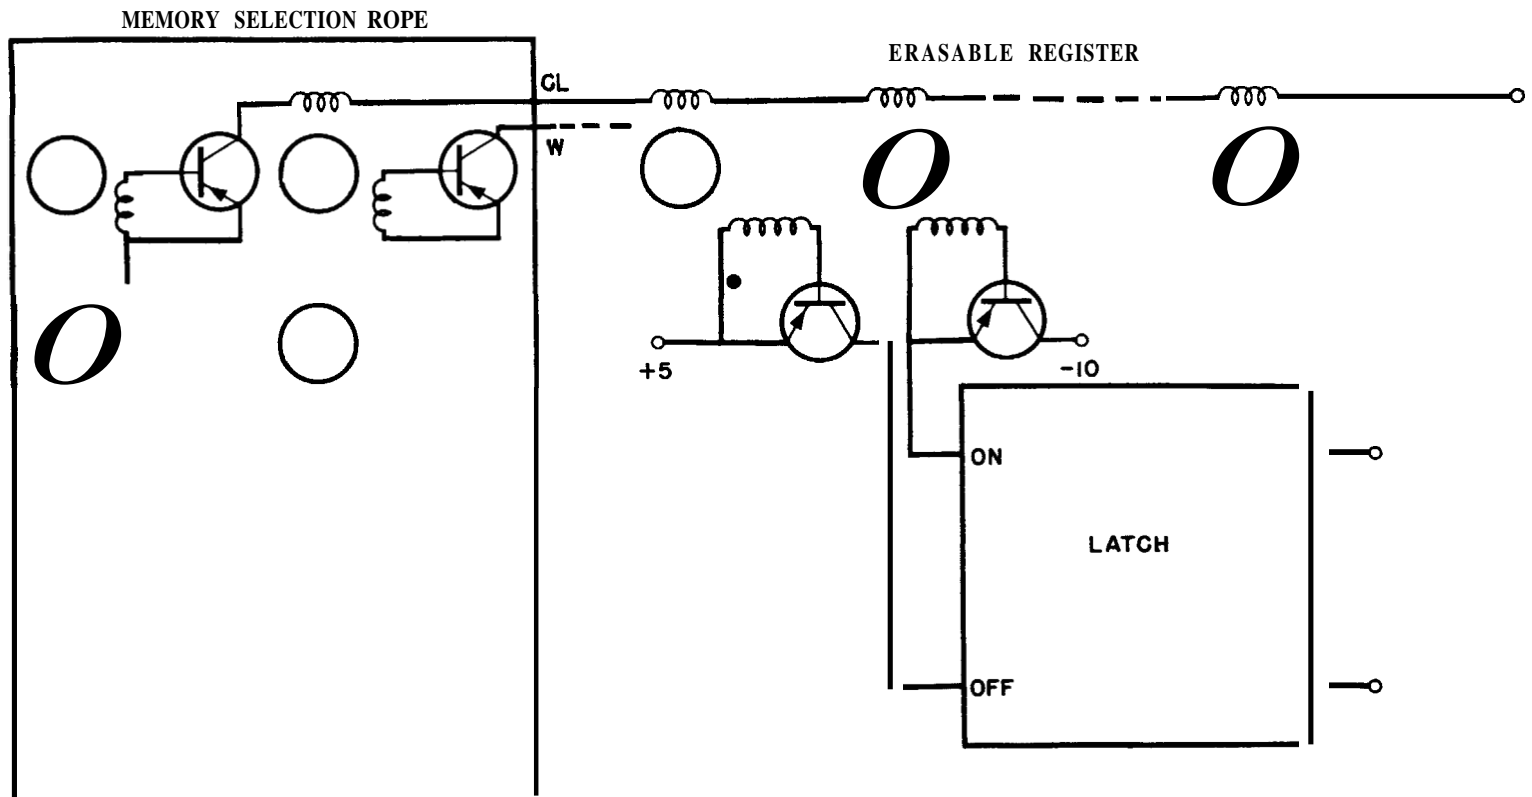 MEMORY SELECTION ROPE
ERASABLE REGISTER
CL
W
O
O
O
+5
-10
ON
LATCH
OFF